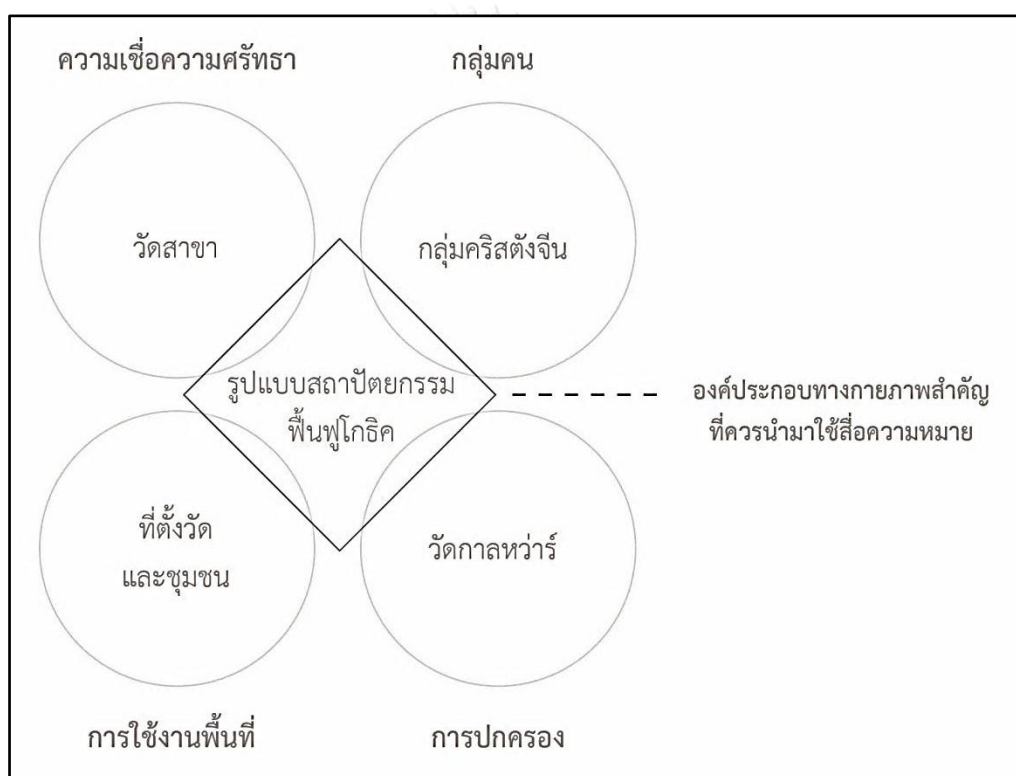 ความเชื่อความศรัทธา
กลุ่มคน
วัดสาขา
กลุ่มคริสตังจีน
รูปแบบสถาปัตยกรรม
ฟื้นฟูโกธิค
องค์ประกอบทางกายภาพสำคัญ
ที่ควรนำมาใช้สื่อความหมาย
ที่ตั้งวัด
และชุมชน
วัดกาลหว่าร์
การใช้งานพื้นที่
การปกครอง